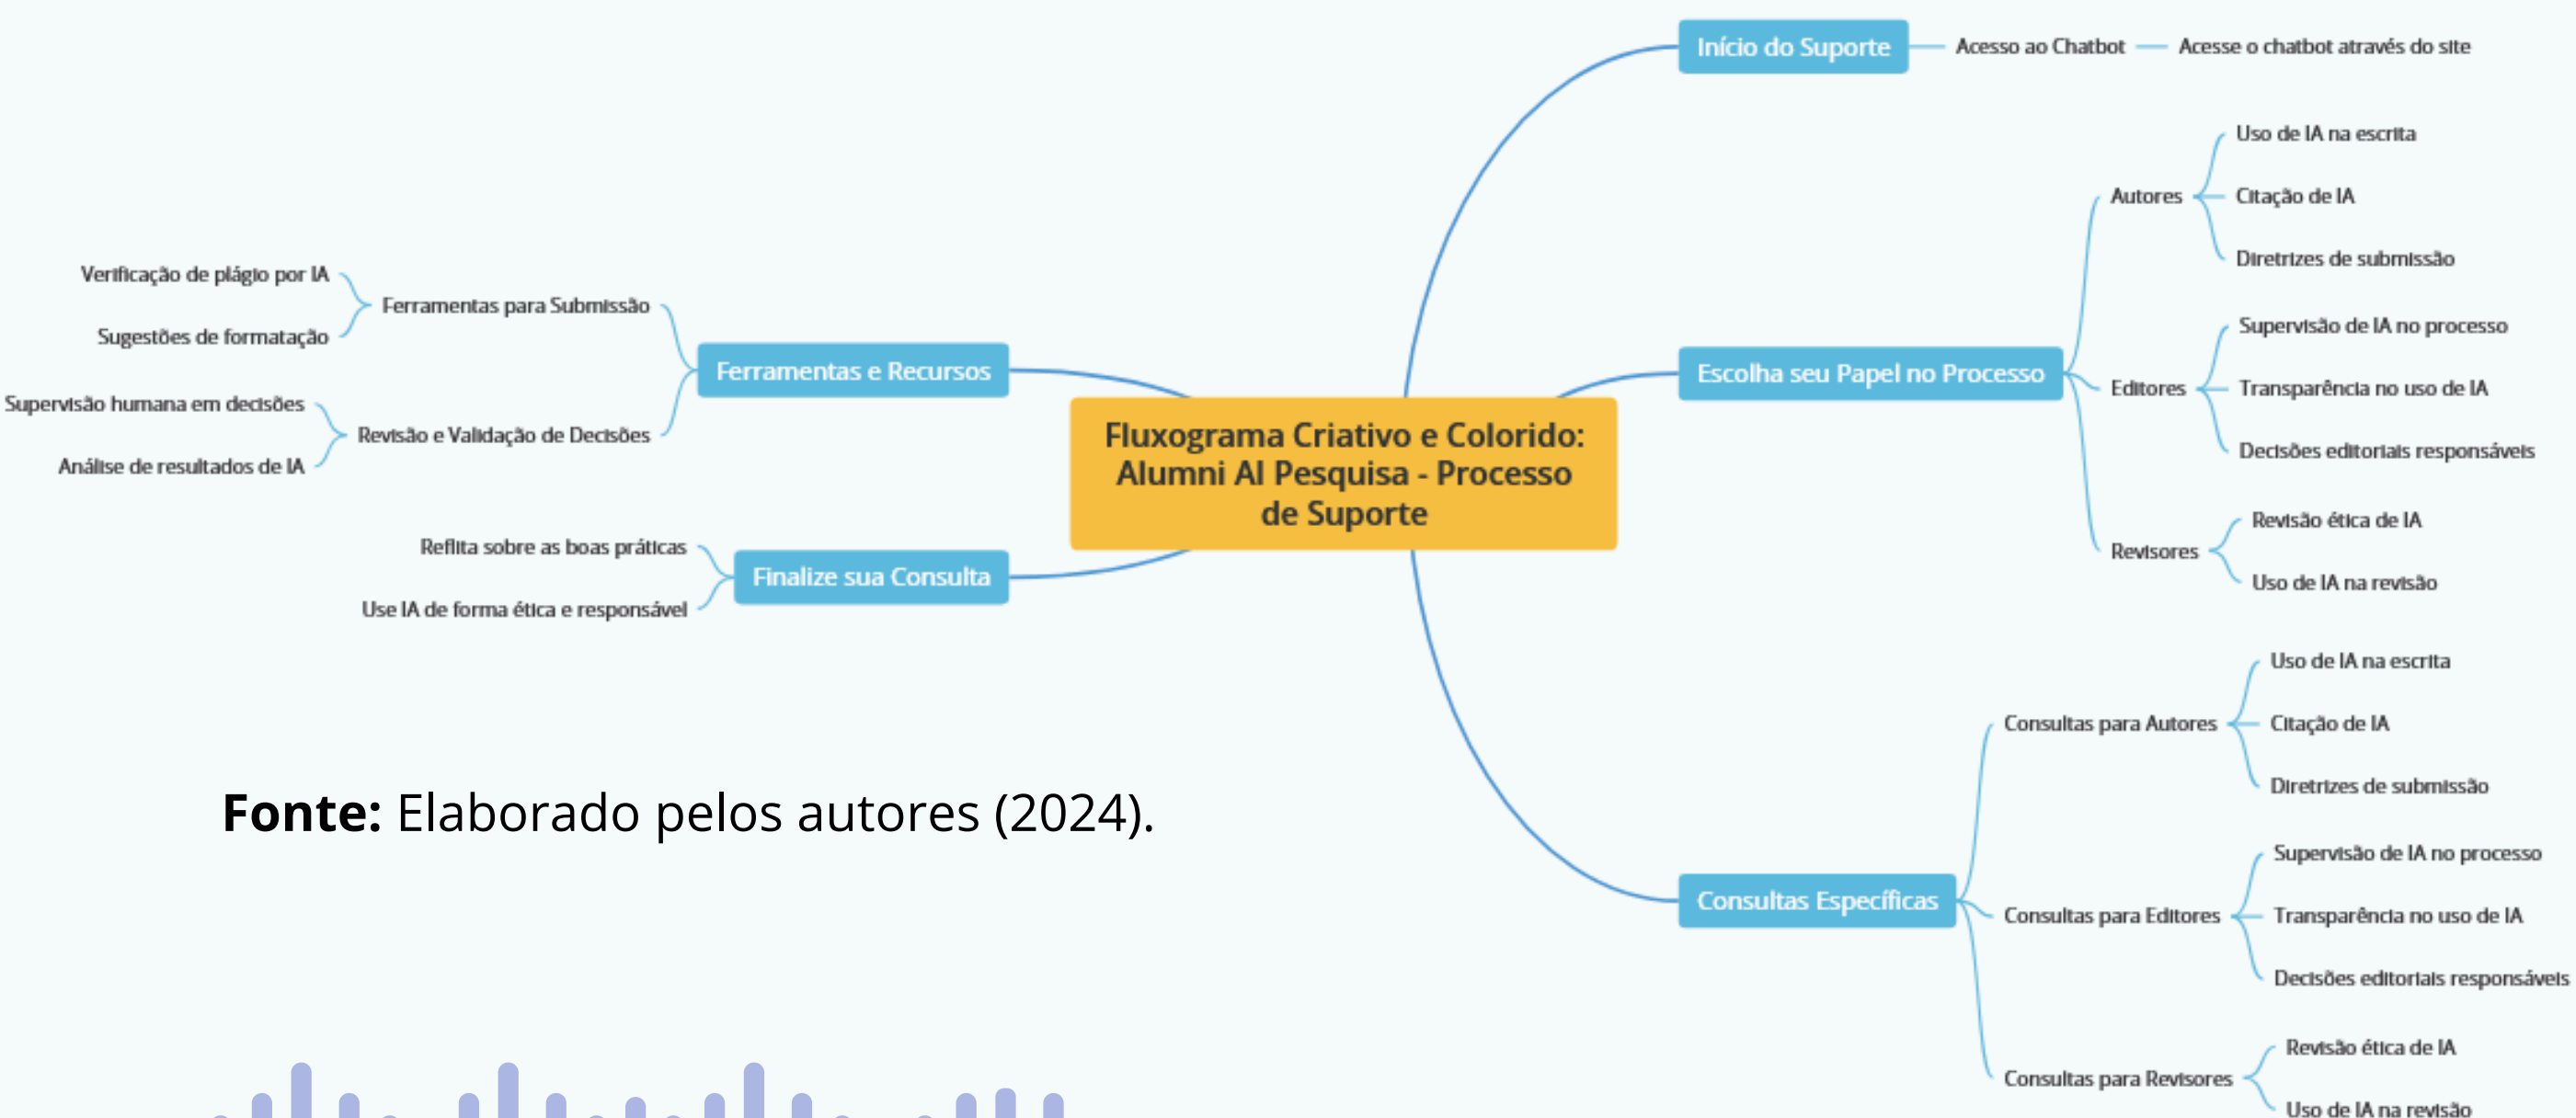 Início do Suporte
Acesso ao Chatbot
Acesse o chatbot através do site
Escolha seu Papel no Processo
Autores
Uso de IA na escrita
Citação de IA
Diretrizes de submissão
Editores
Supervisão de IA no processo
Transparência no uso de IA
Decisões editoriais responsáveis
Revisores
Revisão ética de IA
Uso de IA na revisão
Fluxograma Criativo e Colorido:
Alumni AI Pesquisa - Processo
de Suporte
Ferramentas e Recursos
Ferramentas para Submissão
Verificação de plágio por IA
Sugestões de formatação
Revisão e Validação de Decisões
Supervisão humana em decisões
Análise de resultados de IA
Finalize sua Consulta
Reflita sobre as boas práticas
Use IA de forma ética e responsável
Consultas Específicas
Consultas para Autores
Uso de IA na escrita
Citação de IA
Diretrizes de submissão
Consultas para Editores
Supervisão de IA no processo
Transparência no uso de IA
Decisões editoriais responsáveis
Consultas para Revisores
Revisão ética de IA
Uso de IA na revisão
Fonte: Elaborado pelos autores (2024).